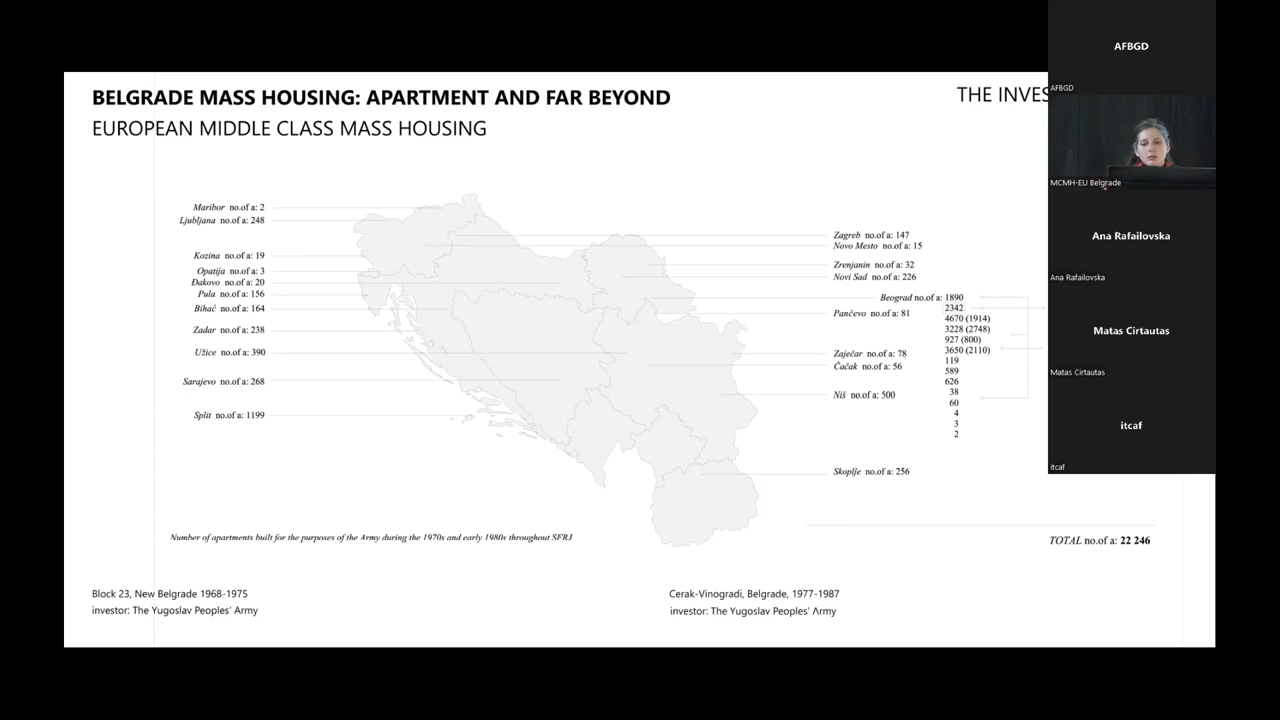 BELGRADE MASS HOUSING: APARTMENT AND FAR BEYOND
EUROPEAN MIDDLE CLASS MASS HOUSING
THE INVES
Maribor no.of a: 2
Ljubljana no.of a: 248
Kozina no.of a: 19
Opatija no.of a: 3
Đakovo no.of a: 20
Pula no.of a: 156
Bihać no.of a: 164
Zadar no.of a: 238
Užice no.of a: 390
Sarajevo no.of a: 268
Split no.of a: 1199
Zagreb no.of a: 147
Novo Mesto no.of a: 15
Zrenjanin no.of a: 32
Novi Sad no.of a: 226
Beograd no.of a: 1890
2342
4670 (1914)
3228 (2748)
927 (800)
3650 (2110)
119
589
626
38
60
4
3
2
Pančevo no.of a: 81
Zaječar no.of a: 78
Čačak no.of a: 56
Niš no.of a: 500
Skoplje no.of a: 256
Number of apartments built for the purposes of the Army during the 1970s and early 1980s throughout SFRJ
TOTAL no.of a: 22 246
Block 23, New Belgrade 1968-1975
investor: The Yugoslav Peoples' Army
Cerak-Vinogradi, Belgrade, 1977-1987
investor: The Yugoslav Peoples' Army
AFBGD
AFBGD
MCMH-EU Belgrade
Ana Rafailovska
Ana Rafailovska
Matas Cirtautas
Matas Cirtautas
itcaf
itcaf